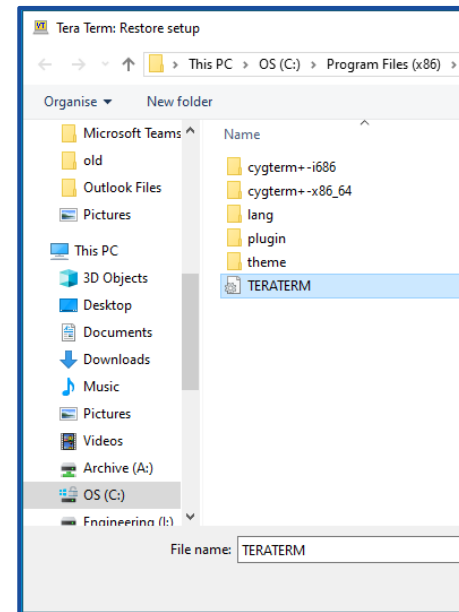 VT Tera Term: Restore setup
This PC > OS (C:) > Program Files (x86) >
Organise New folder
Microsoft Teams
old
Outlook Files
Pictures
This PC
3D Objects
Desktop
Documents
Downloads
Music
Pictures
Videos
Archive (A:)
OS (C:)
Engineering (I:)
Name
cygterm+-i686
cygterm+-x86_64
lang
plugin
theme
TERATERM
File name: TERATERM